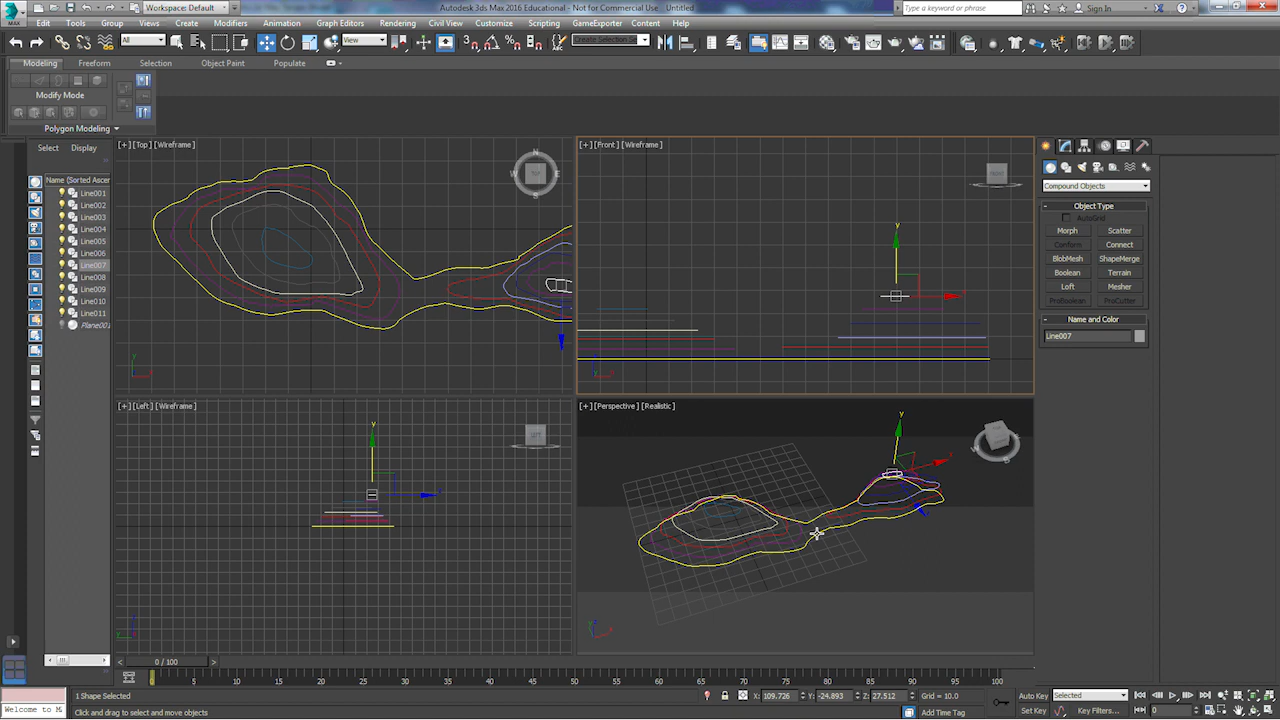 MAX
Workspace: Default
Autodesk 3ds Max 2016 Educational - Not for Commercial Use    Untitled
Type a keyword or phrase
Sign In
File Edit Tools Group Views Create Modifiers Animation Graph Editors Rendering Civil View Customize Scripting GameExporter Content Help
All
View
Modeling Freeform Selection Object Paint Populate
Modify Mode
Polygon Modeling
Select Display
Name (Sorted Ascen
Line001
Line002
Line003
Line004
Line005
Line006
Line007
Line008
Line009
Line010
Line011
Plane001
[+] [Top] [Wireframe]
N
W
E
S
TOP
[+] [Front] [Wireframe]
FRONT
y
x
[+] [Left] [Wireframe]
LEFT
y
[+] [Perspective] [Realistic]
y
x
Compound Objects
Object Type
AutoGrid
Morph Scatter
Conform Connect
BlobMesh ShapeMerge
Boolean Terrain
Loft Mesher
ProBoolean ProCutter
Name and Color
Line007
0 / 100
0 5 10 15 20 25 30 35 40 45 50 55 60 65 70 75 80 85 90 95 100
1 Shape Selected
X: 109.726 Y: -24.893 Z: 27.512 Grid = 10.0
Auto Key Selected
Welcome to M
Click and drag to select and move objects
Add Time Tag
Set Key Key Filters...
0